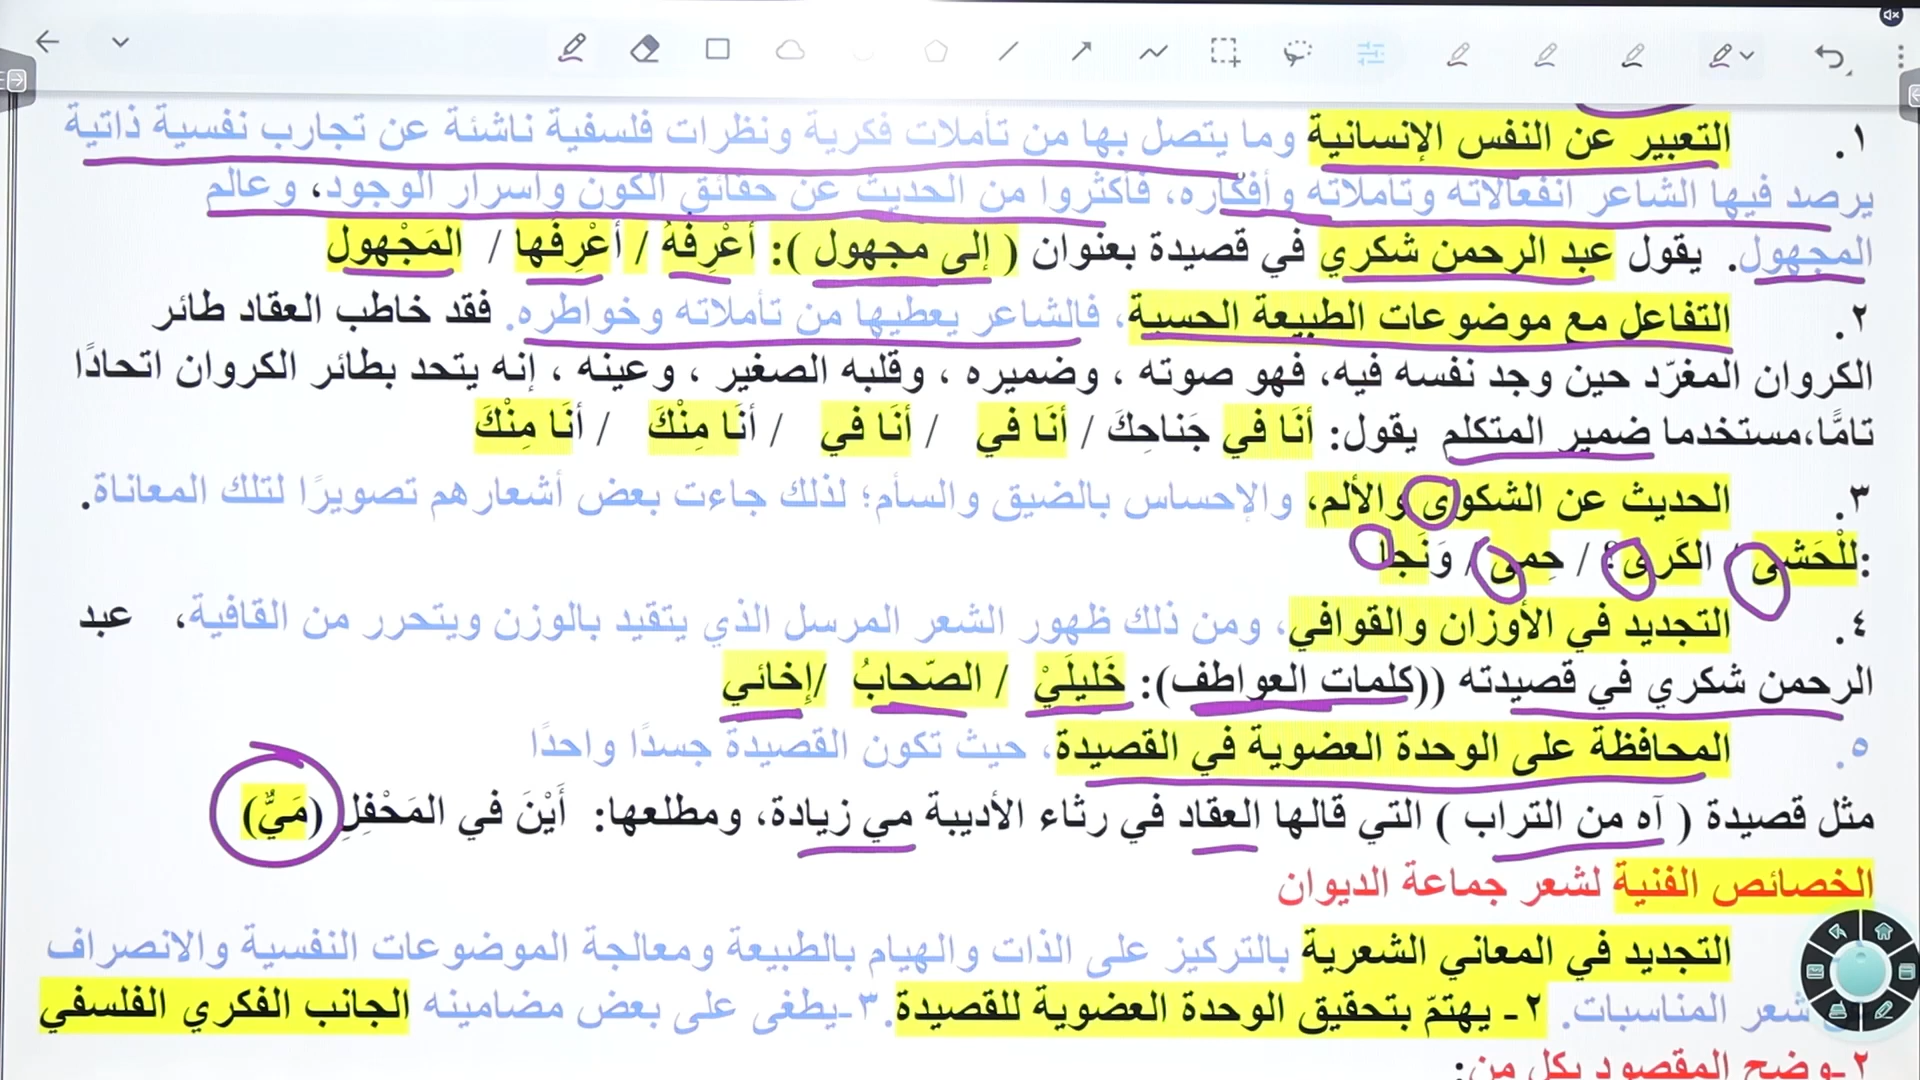 ١. التعبير عن النفس الإنسانية وما يتصل بها من تأملات فكرية ونظرات فلسفية ناشئة عن تجارب نفسية ذاتية
يرصد فيها الشاعر انفعالاته وتأملاته وأفكاره، فأكثروا من الحديث عن حقائق الكون وأسرار الوجود، وعالم
المجهول. يقول عبد الرحمن شكري في قصيدة بعنوان ( إلى مجهول ): أعْرِفَهُ / أعْرِفَها / المَجْهول
٢. التفاعل مع موضوعات الطبيعة الحسية، فالشاعر يعطيها من تأملاته وخواطره. فقد خاطب العقاد طائر
الكروان المغرّد حين وجد نفسه فيه، فهو صوته ، وضميره ، وقلبه الصغير ، وعينه ، إنه يتحد بطائر الكروان اتحادًا
تامًّا،مستخدما ضمير المتكلم يقول: أنَا في جَناحِكَ / أنَا في / أنَا في / أنَا مِنْكَ / أنَا مِنْكَ
٣. الحديث عن الشكوى والألم، والإحساس بالضيق والسأم؛ لذلك جاءت بعض أشعارهم تصويرًا لتلك المعاناة.
:للْحَشى / الكَرى؟ / حِمى / وَنَجا
٤. التجديد في الأوزان والقوافي، ومن ذلك ظهور الشعر المرسل الذي يتقيد بالوزن ويتحرر من القافية، عبد
الرحمن شكري في قصيدته ((كلمات العواطف): خَليلَيْ / الصّحابُ /إخائي
٥. المحافظة على الوحدة العضوية في القصيدة، حيث تكون القصيدة جسدًا واحدًا
مثل قصيدة ( آه من التراب ) التي قالها العقاد في رثاء الأديبة مي زيادة، ومطلعها: أَيْنَ في المَحْفِلِ (مَيٌّ)
الخصائص الفنية لشعر جماعة الديوان
التجديد في المعاني الشعرية بالتركيز على الذات والهيام بالطبيعة ومعالجة الموضوعات النفسية والانصراف
شعر المناسبات. ٢- يهتمّ بتحقيق الوحدة العضوية للقصيدة.٣-يطغى على بعض مضامينه الجانب الفكري الفلسفي
٢-وضح المقصود بكل من: